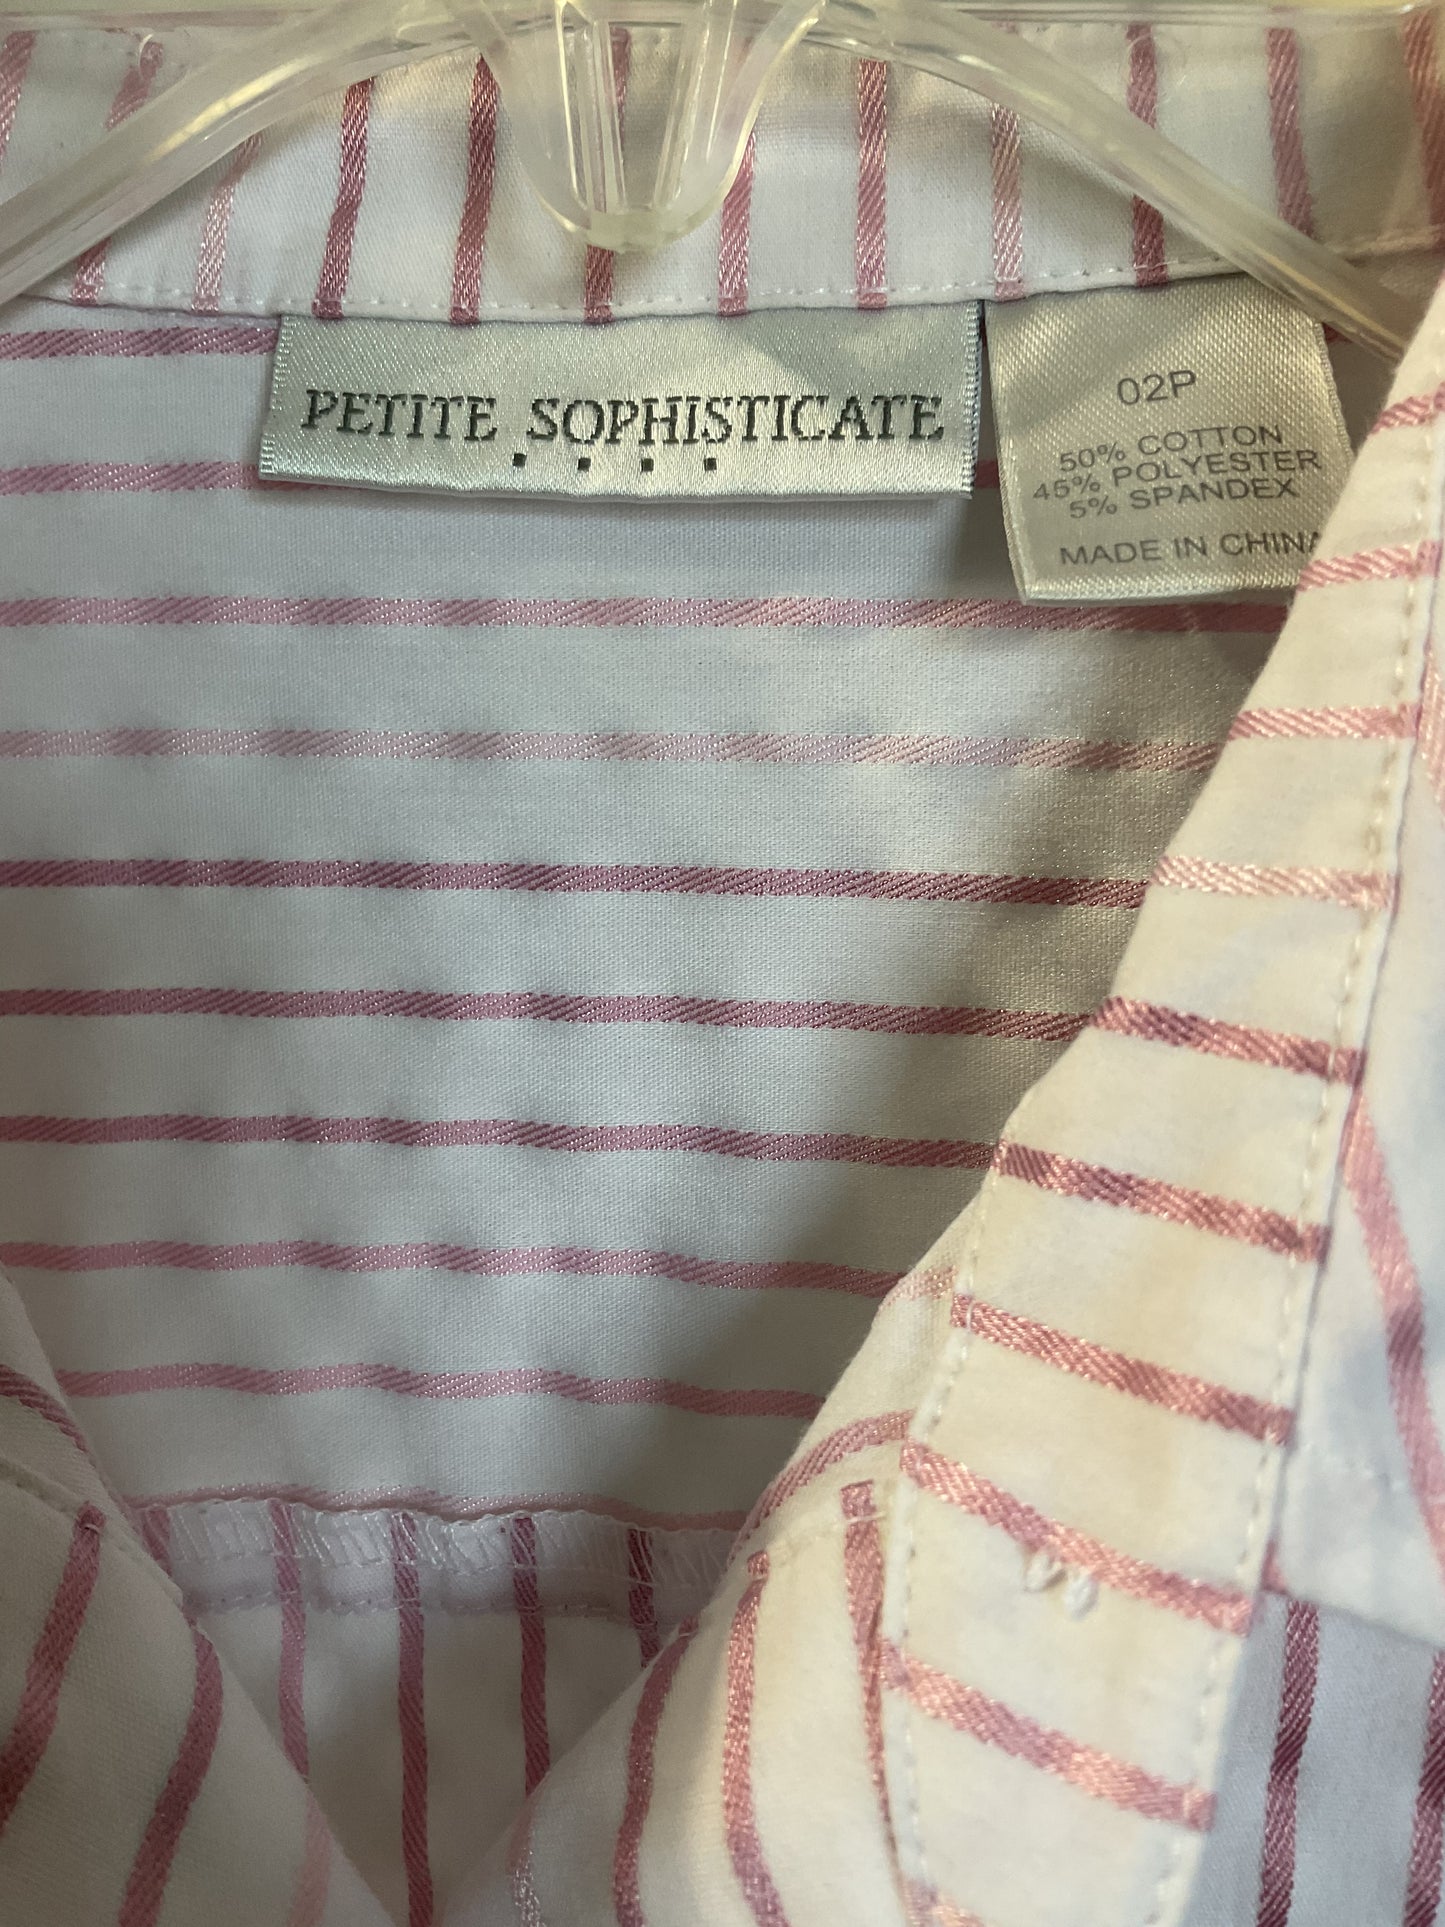 PETITE SOPHISTICATE
02P
50% COTTON
45% POLYESTER
5% SPANDEX
MADE IN CHINA